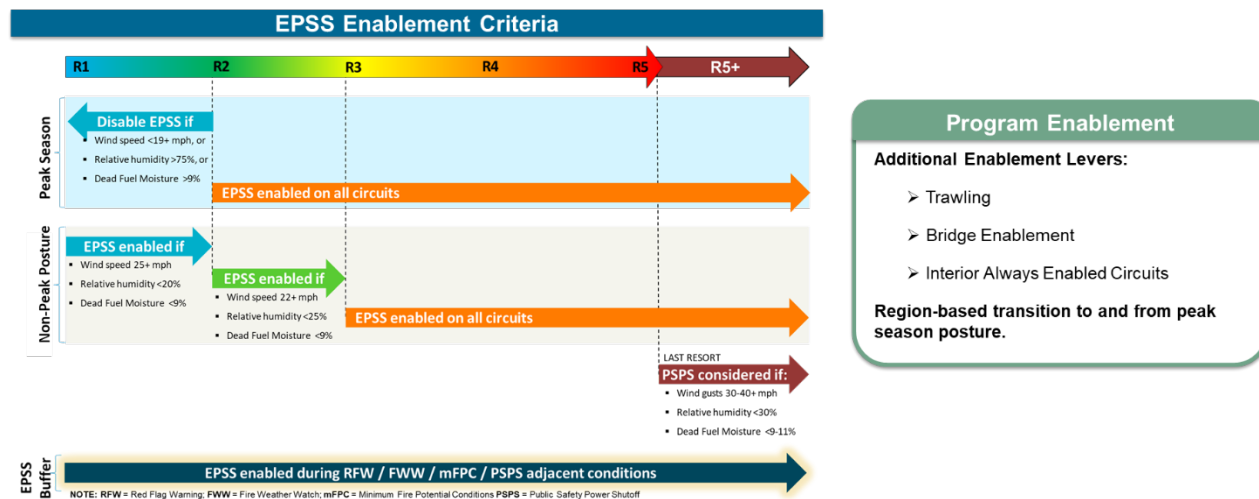 EPSS Enablement Criteria
R1
R2
R3
R4
R5
R5+
Peak Season
Disable EPSS if
▪ Wind speed <19+ mph, or
▪ Relative humidity >75%, or
▪ Dead Fuel Moisture >9%
EPSS enabled on all circuits
Non-Peak Posture
EPSS enabled if
▪ Wind speed 25+ mph
▪ Relative humidity <20%
▪ Dead Fuel Moisture <9%
EPSS enabled if
▪ Wind speed 22+ mph
▪ Relative humidity <25%
▪ Dead Fuel Moisture <9%
EPSS enabled on all circuits
LAST RESORT
PSPS considered if:
▪ Wind gusts 30-40+ mph
▪ Relative humidity <30%
▪ Dead Fuel Moisture <9-11%
EPSS
Buffer
EPSS enabled during RFW / FWW / mFPC / PSPS adjacent conditions
NOTE: RFW = Red Flag Warning; FWW = Fire Weather Watch; mFPC = Minimum Fire Potential Conditions PSPS = Public Safety Power Shutoff
Program Enablement
Additional Enablement Levers:
➢ Trawling
➢ Bridge Enablement
➢ Interior Always Enabled Circuits
Region-based transition to and from peak
season posture.